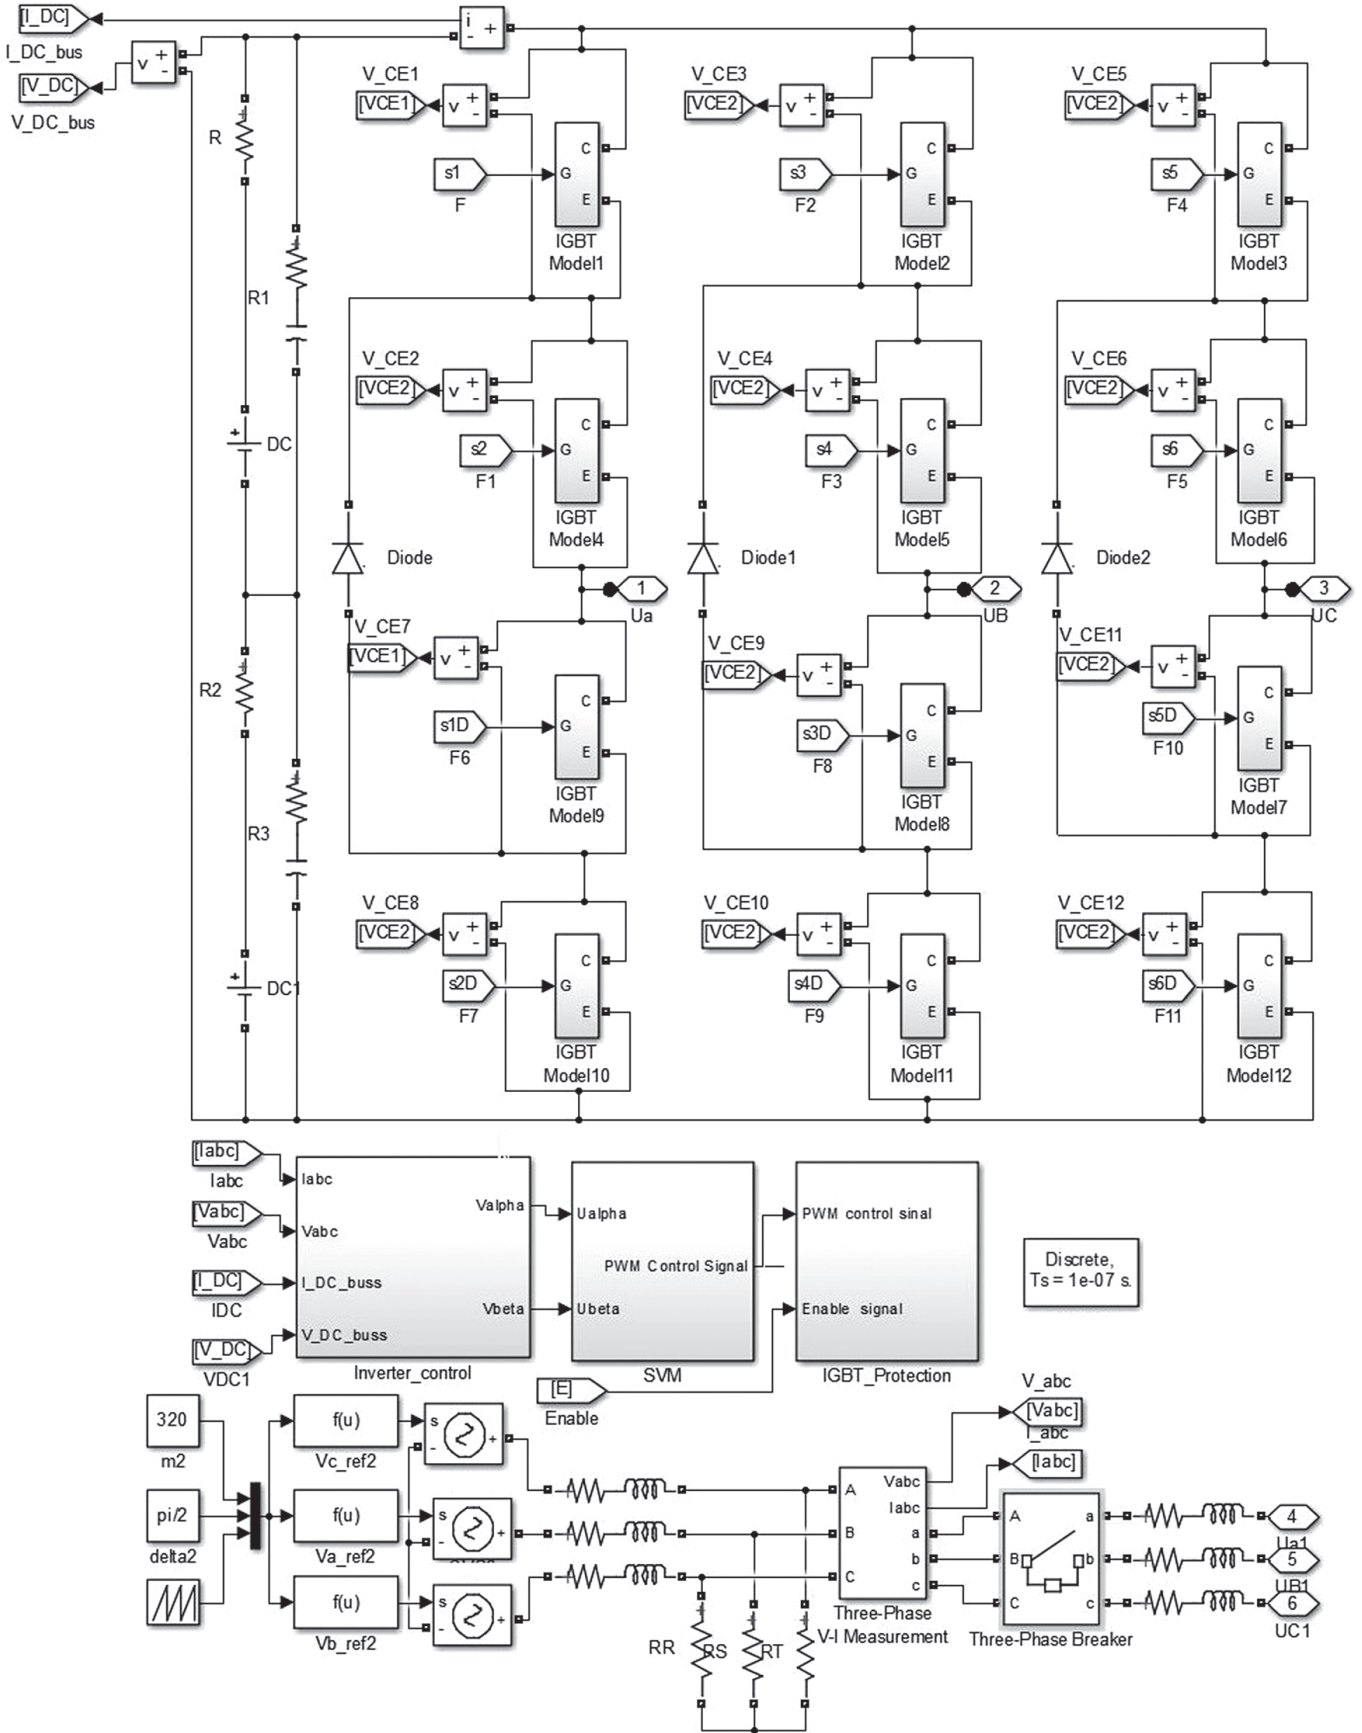 [I_DC]
I_DC_bus
[V_DC]
V_DC_bus
i
-
+
v
+
-
R
R1
DC
R2
R3
DC1
V_CE1
[VCE1]
v
+
-
s1
F
C
G
E
IGBT
Model1
V_CE3
[VCE2]
v
+
-
s3
F2
C
G
E
IGBT
Model2
V_CE5
[VCE2]
v
+
-
s5
F4
C
G
E
IGBT
Model3
V_CE2
[VCE2]
v
+
-
s2
F1
C
G
E
IGBT
Model4
V_CE4
[VCE2]
v
+
-
s4
F3
C
G
E
IGBT
Model5
V_CE6
[VCE2]
v
+
-
s6
F5
C
G
E
IGBT
Model6
Diode
Diode1
Diode2
1
Ua
2
UB
3
UC
V_CE7
[VCE1]
v
+
-
s1D
F6
C
G
E
IGBT
Model9
V_CE9
[VCE2]
v
+
-
s3D
F8
C
G
E
IGBT
Model8
V_CE11
[VCE2]
v
+
-
s5D
F10
C
G
E
IGBT
Model7
V_CE8
[VCE2]
v
+
-
s2D
F7
C
G
E
IGBT
Model10
V_CE10
[VCE2]
v
+
-
s4D
F9
C
G
E
IGBT
Model11
V_CE12
[VCE2]
v
+
-
s6D
F11
C
G
E
IGBT
Model12
[Iabc]
Iabc
[Vabc]
Vabc
[I_DC]
IDC
[V_DC]
VDC1
Iabc
Vabc
I_DC_buss
V_DC_buss
Valpha
Vbeta
Inverter_control
Ualpha
PWM Control Signal
Ubeta
SVM
PWM control sinal
Enable signal
IGBT_Protection
Discrete,
Ts = 1e-07 s.
[E]
Enable
320
m2
pi/2
delta2
f(u)
Vc_ref2
f(u)
Va_ref2
f(u)
Vb_ref2
s
-
+
s
-
+
s
-
+
RR
RS
RT
A
B
C
Vabc
Iabc
a
b
c
Three-Phase
V-I Measurement
V_abc
[Vabc]
I_abc
[Iabc]
A
B
C
a
b
c
Three-Phase Breaker
4
Ua1
5
UB1
6
UC1